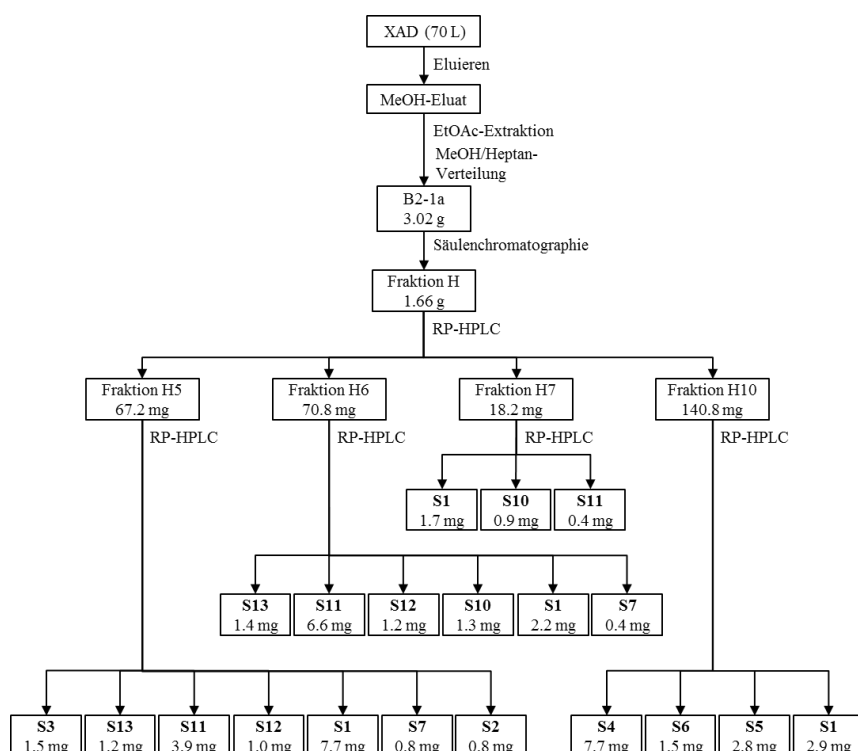 XAD (70 L)
Eluieren
MeOH-Eluat
EtOAc-Extraktion
MeOH/Heptan-
Verteilung
B2-1a
3.02 g
Säulenchromatographie
Fraktion H
1.66 g
RP-HPLC
Fraktion H5
67.2 mg
Fraktion H6
70.8 mg
Fraktion H7
18.2 mg
Fraktion H10
140.8 mg
RP-HPLC
RP-HPLC
RP-HPLC
RP-HPLC
S1
1.7 mg
S10
0.9 mg
S11
0.4 mg
S13
1.4 mg
S11
6.6 mg
S12
1.2 mg
S10
1.3 mg
S1
2.2 mg
S7
0.4 mg
S3
1.5 mg
S13
1.2 mg
S11
3.9 mg
S12
1.0 mg
S1
7.7 mg
S7
0.8 mg
S2
0.8 mg
S4
7.7 mg
S6
1.5 mg
S5
2.8 mg
S1
2.9 mg